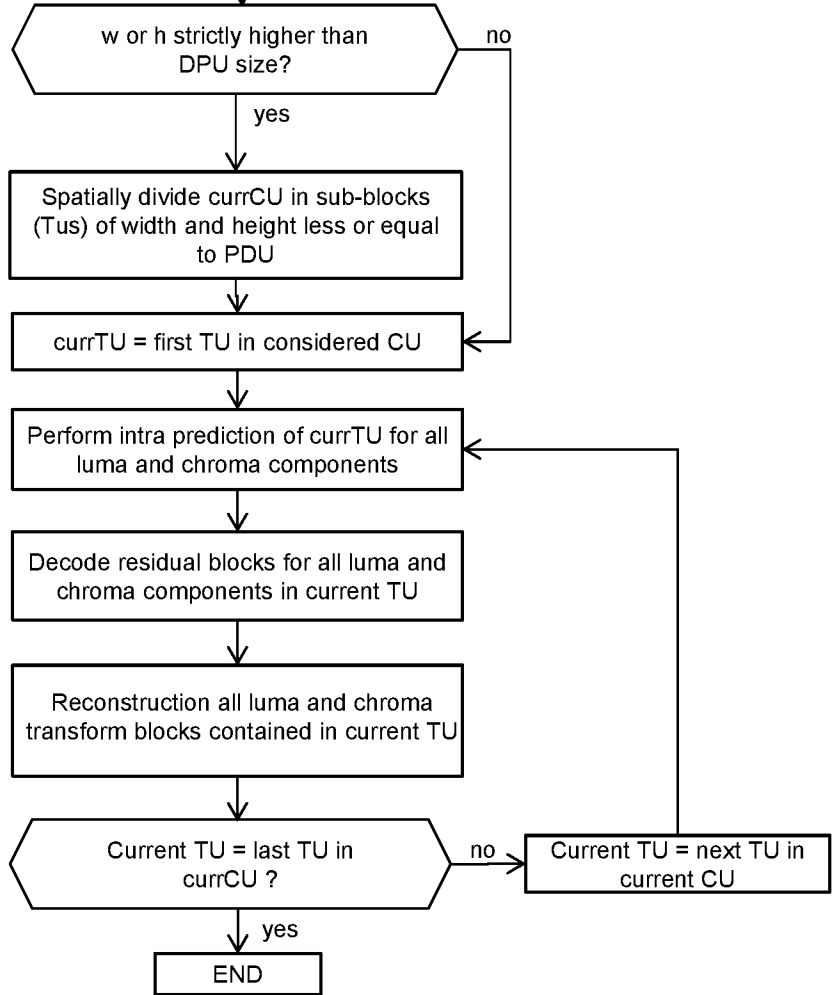 w or h strictly higher than
DPU size?
no
yes
Spatially divide currCU in sub-blocks
(Tus) of width and height less or equal
to PDU
currTU = first TU in considered CU
Perform intra prediction of currTU for all
luma and chroma components
Decode residual blocks for all luma and
chroma components in current TU
Reconstruction all luma and chroma
transform blocks contained in current TU
Current TU = last TU in
currCU ?
no
Current TU = next TU in
current CU
yes
END